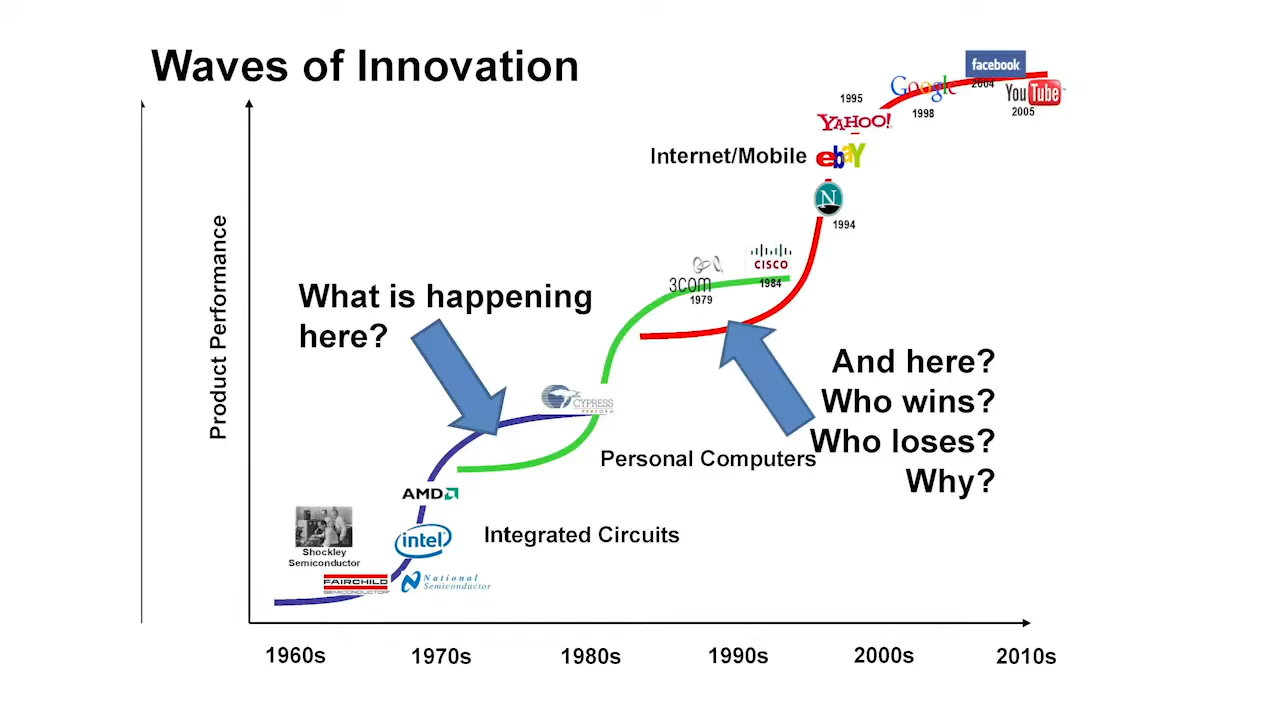 Waves of Innovation
facebook
2004
Google
1998
YouTube
2005
1995
YAHOO!
Internet/Mobile
ebaY
N
1994
Product Performance
CISCO
1984
3com
1979
What is happening
here?
And here?
Who wins?
Who loses?
Why?
CYPRESS
PERFORM
Personal Computers
AMD
Integrated Circuits
intel
Shockley
Semiconductor
FAIRCHILD
SEMICONDUCTOR
National
Semiconductor
1960s
1970s
1980s
1990s
2000s
2010s